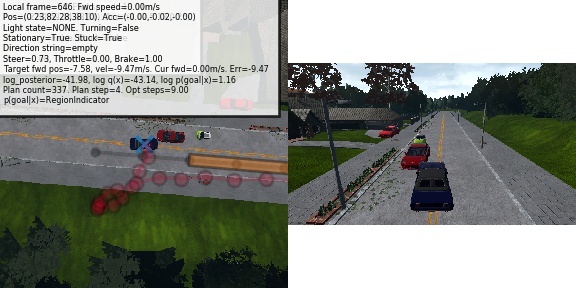 Local frame=646. Fwd speed=0.00m/s
Pos=(0.23,82.28,38.10). Acc=(-0.00,-0.02,-0.00)
Light state=NONE. Turning=False
Stationary=True. Stuck=True
Direction string=empty
Steer=0.73, Throttle=0.00, Brake=1.00
Target fwd pos=-7.58, vel=-9.47m/s. Cur fwd=0.00m/s. Err=-9.47
log_posterior=-41.98, log q(x)=-43.14, log p(goal|x)=1.16
Plan count=337. Plan step=4. Opt steps=9.00
p(goal|x)=RegionIndicator